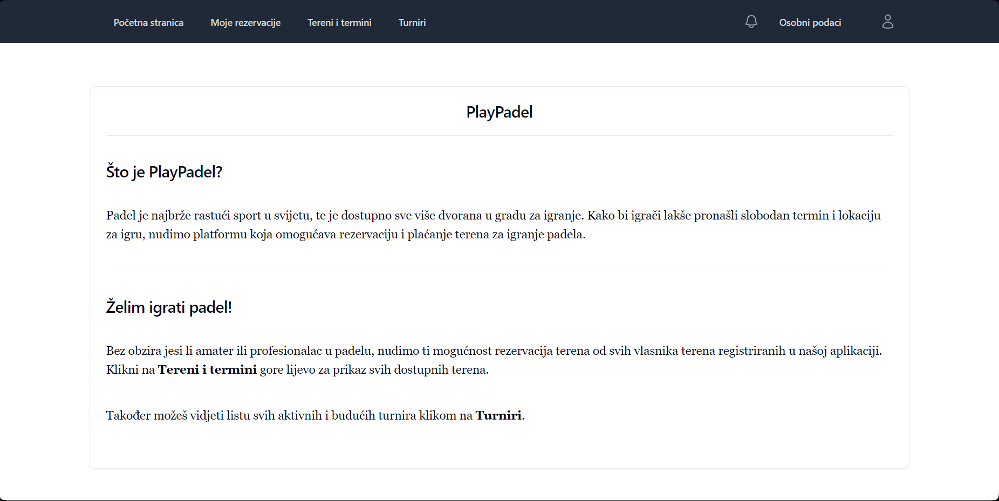 Početna stranica
Moje rezervacije
Tereni i termini
Turniri
Osobni podaci
PlayPadel
Što je PlayPadel?
Padel je najbrže rastući sport u svijetu, te je dostupno sve više dvorana u gradu za igranje. Kako bi igrači lakše pronašli slobodan termin i lokaciju
za igru, nudimo platformu koja omogućava rezervaciju i plaćanje terena za igranje padela.
Želim igrati padel!
Bez obzira jesi li amater ili profesionalac u padelu, nudimo ti mogućnost rezervacija terena od svih vlasnika terena registriranih u našoj aplikaciji.
Klikni na Tereni i termini gore lijevo za prikaz svih dostupnih terena.
Također možeš vidjeti listu svih aktivnih i budućih turnira klikom na Turniri.